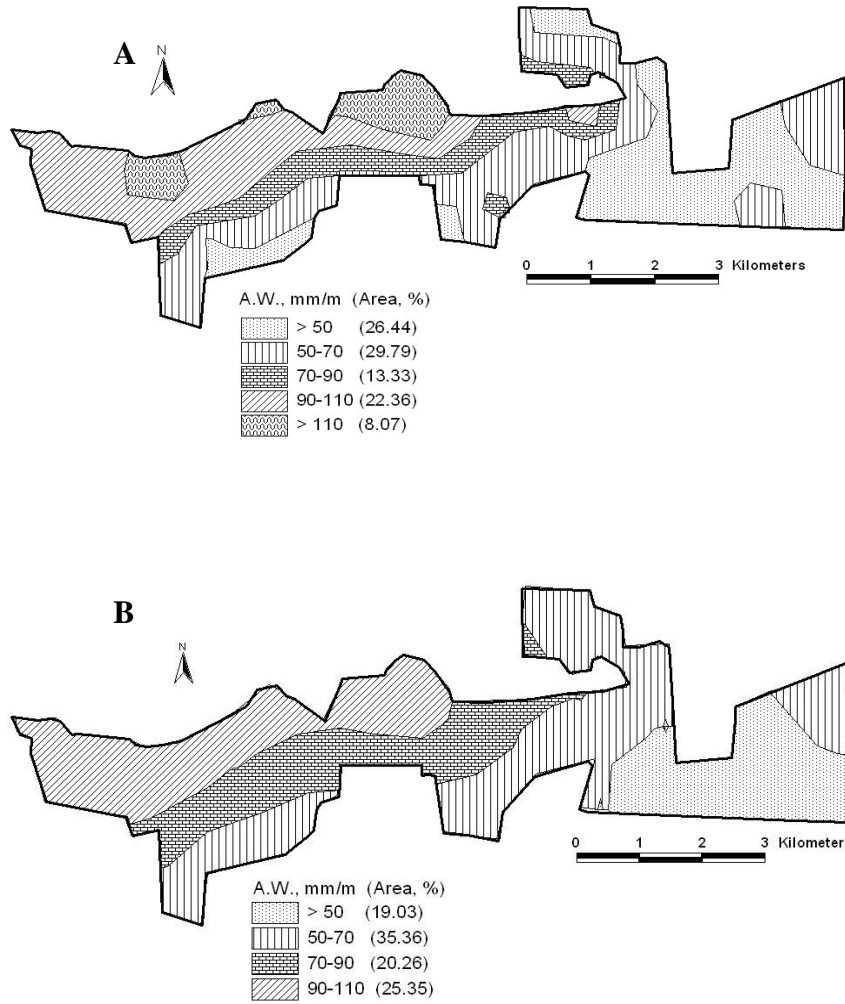 A
N
0 1 2 3 Kilometers
A.W., mm/m (Area, %)
> 50 (26.44)
50-70 (29.79)
70-90 (13.33)
90-110 (22.36)
> 110 (8.07)
B
N
0 1 2 3 Kilometer
A.W., mm/m (Area, %)
> 50 (19.03)
50-70 (35.36)
70-90 (20.26)
90-110 (25.35)